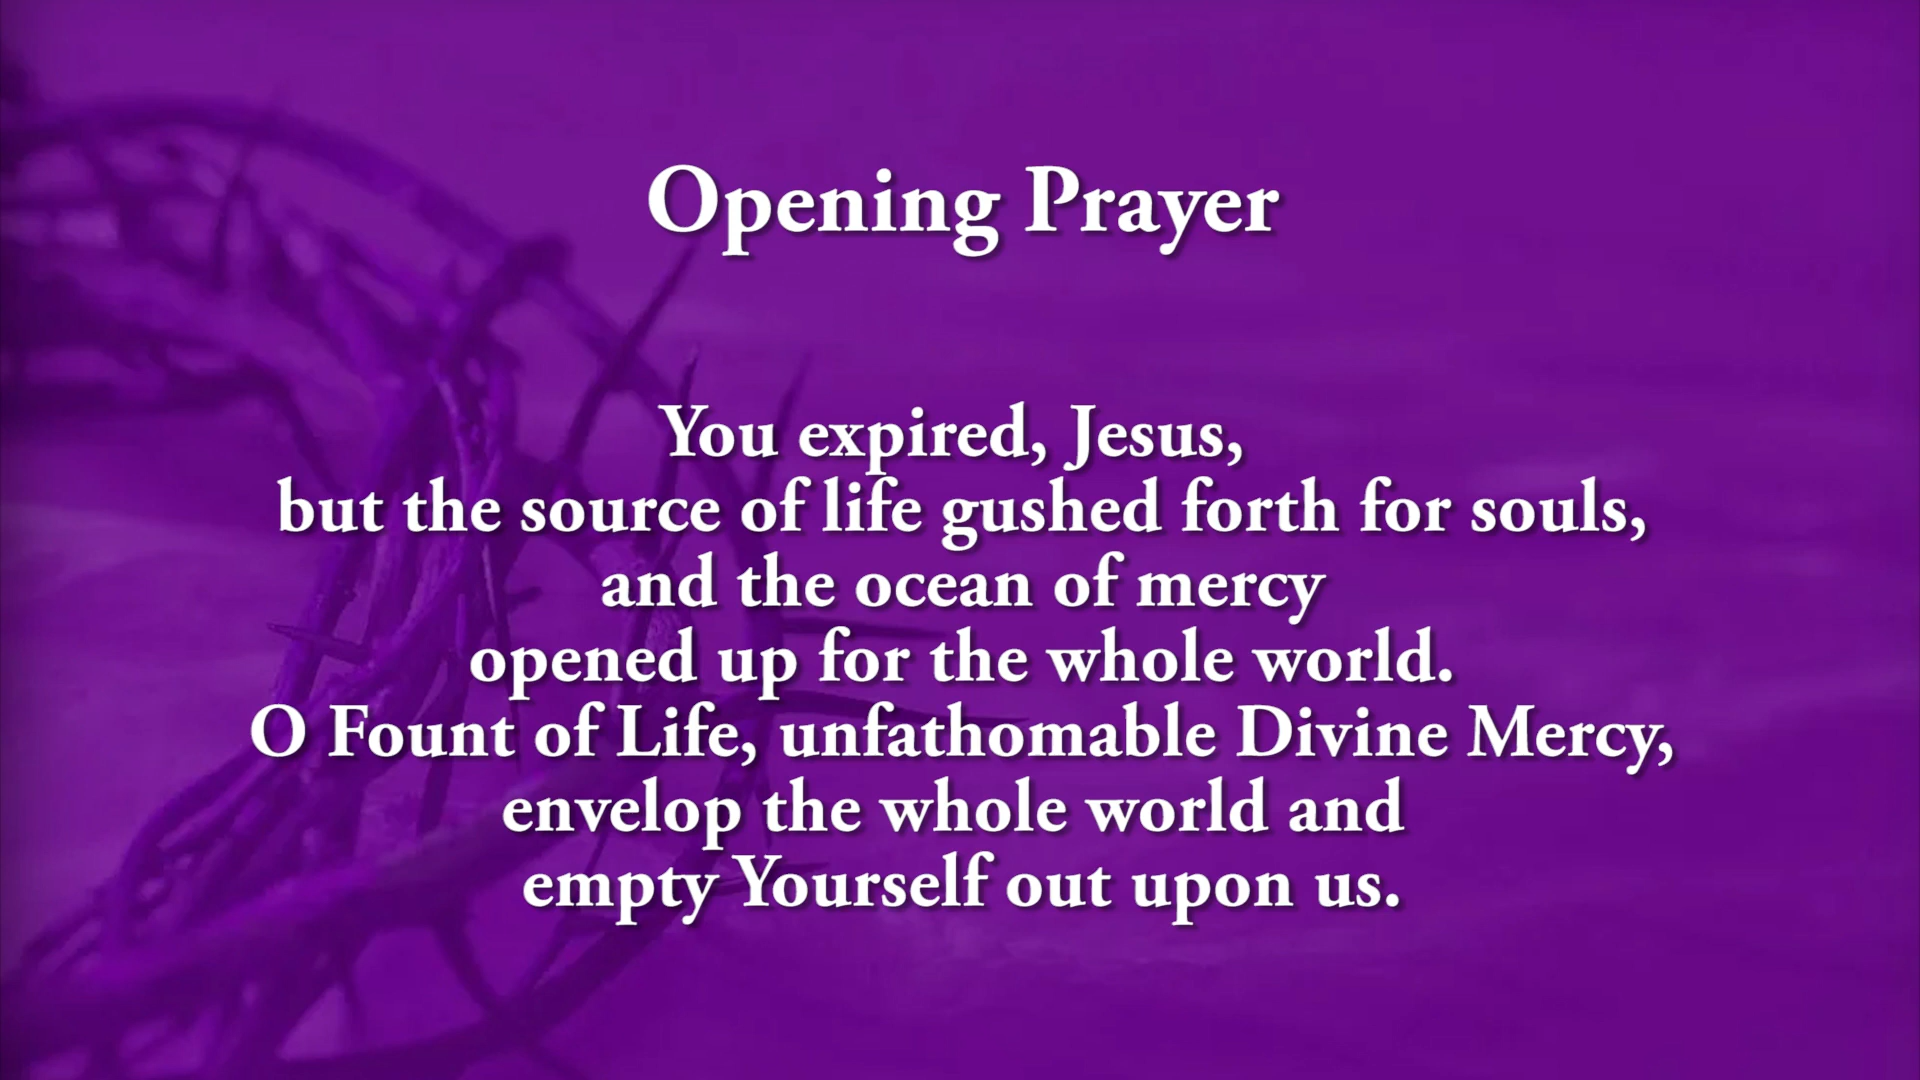 Opening Prayer
You expired, Jesus,
but the source of life gushed forth for souls,
and the ocean of mercy
opened up for the whole world.
O Fount of Life, unfathomable Divine Mercy,
envelop the whole world and
empty Yourself out upon us.